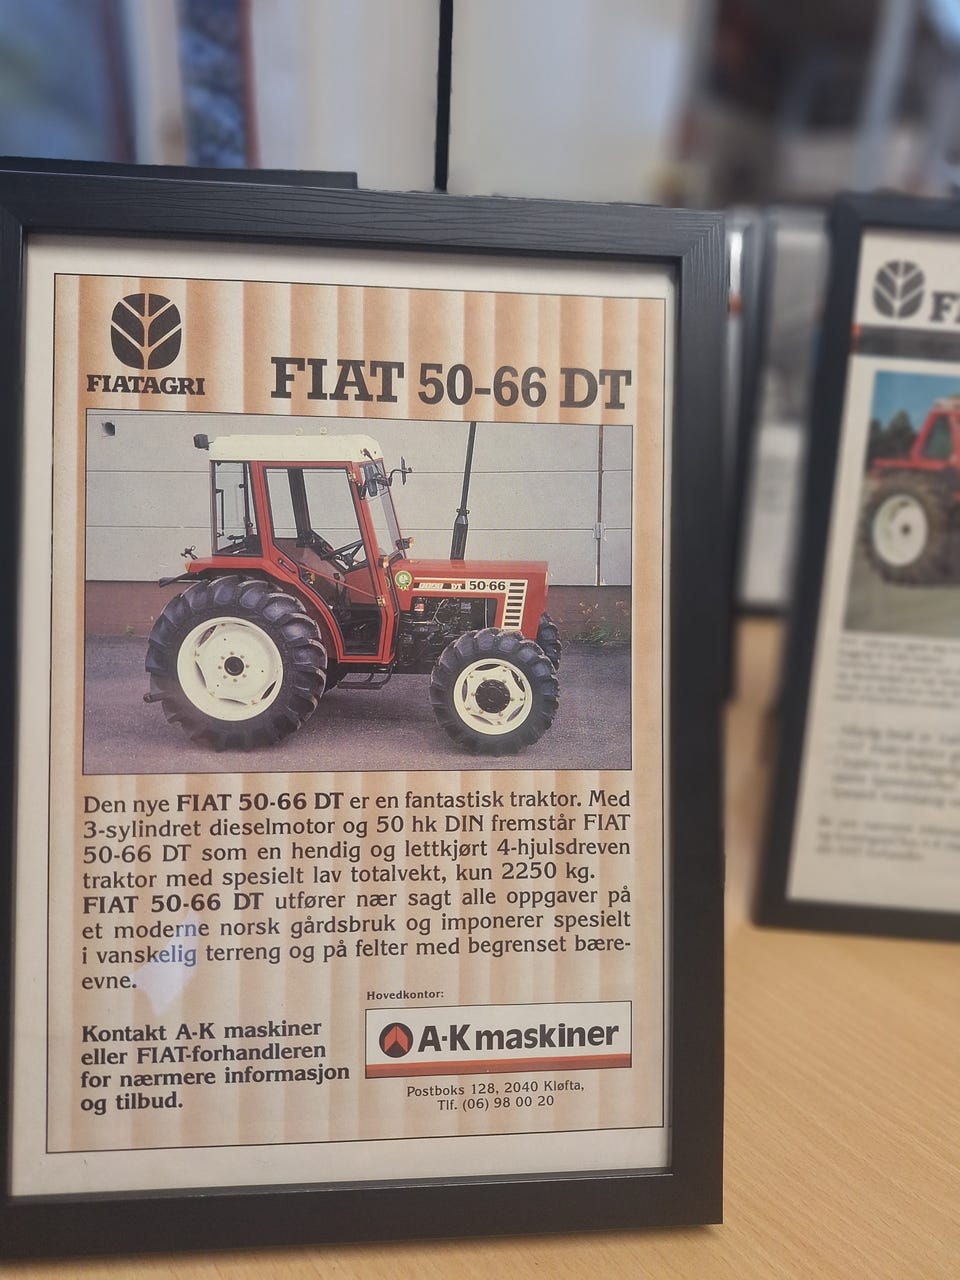 FIATAGRI
FIAT 50-66 DT
50-66
Den nye FIAT 50-66 DT er en fantastisk traktor. Med
3-sylindret dieselmotor og 50 hk DIN fremstår FIAT
50-66 DT som en hendig og lettkjørt 4-hjulsdreven
traktor med spesielt lav totalvekt, kun 2250 kg.
FIAT 50-66 DT utfører nær sagt alle oppgaver på
et moderne norsk gårdsbruk og imponerer spesielt
i vanskelig terreng og på felter med begrenset bære-
evne.
Kontakt A-K maskiner
eller FIAT-forhandleren
for nærmere informasjon
og tilbud.
Hovedkontor:
A-K maskiner
Postboks 128, 2040 Kløfta,
Tlf. (06) 98 00 20